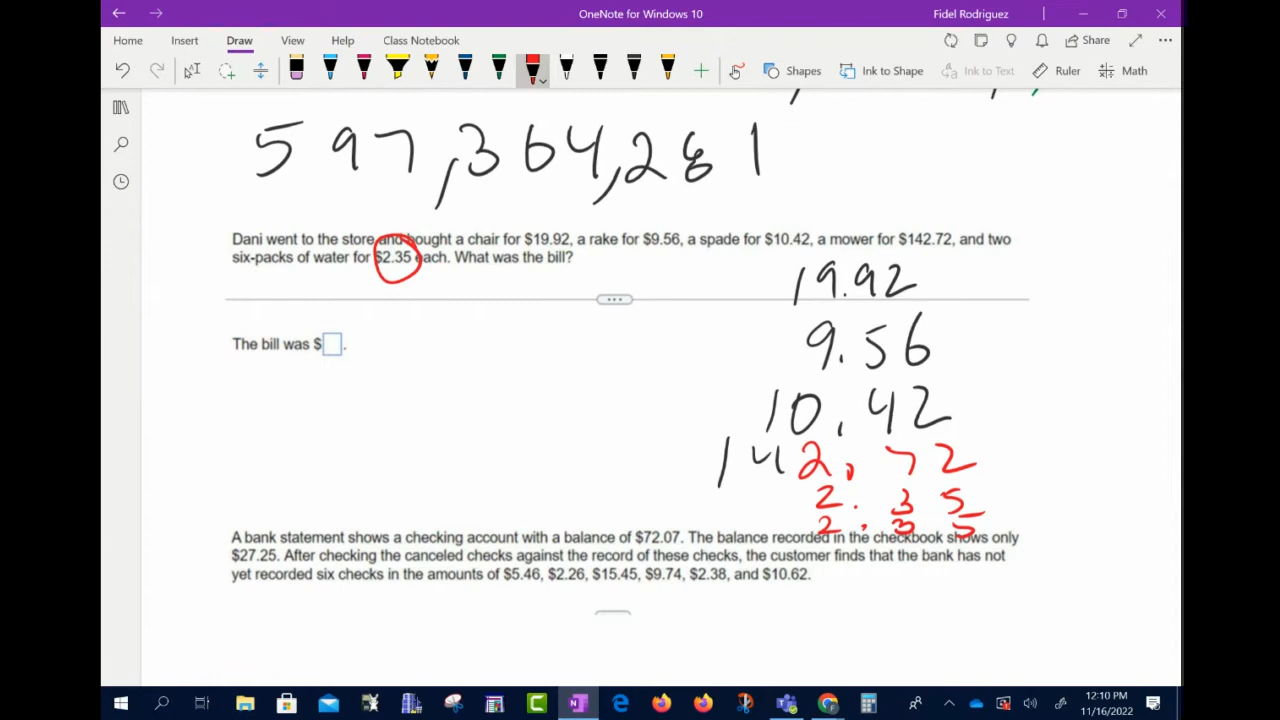 OneNote for Windows 10
Fidel Rodriguez
Home Insert Draw View Help Class Notebook
Share
Shapes Ink to Shape Ink to Text Ruler Math
597,364,281
Dani went to the store and bought a chair for $19.92, a rake for $9.56, a spade for $10.42, a mower for $142.72, and two
six-packs of water for $2.35 each. What was the bill?
19.92
The bill was $ .
9.56
10.42
142.72
2.35
2.35
A bank statement shows a checking account with a balance of $72.07. The balance recorded in the checkbook shows only
$27.25. After checking the canceled checks against the record of these checks, the customer finds that the bank has not
yet recorded six checks in the amounts of $5.46, $2.26, $15.45, $9.74, $2.38, and $10.62.
12:10 PM
11/16/2022